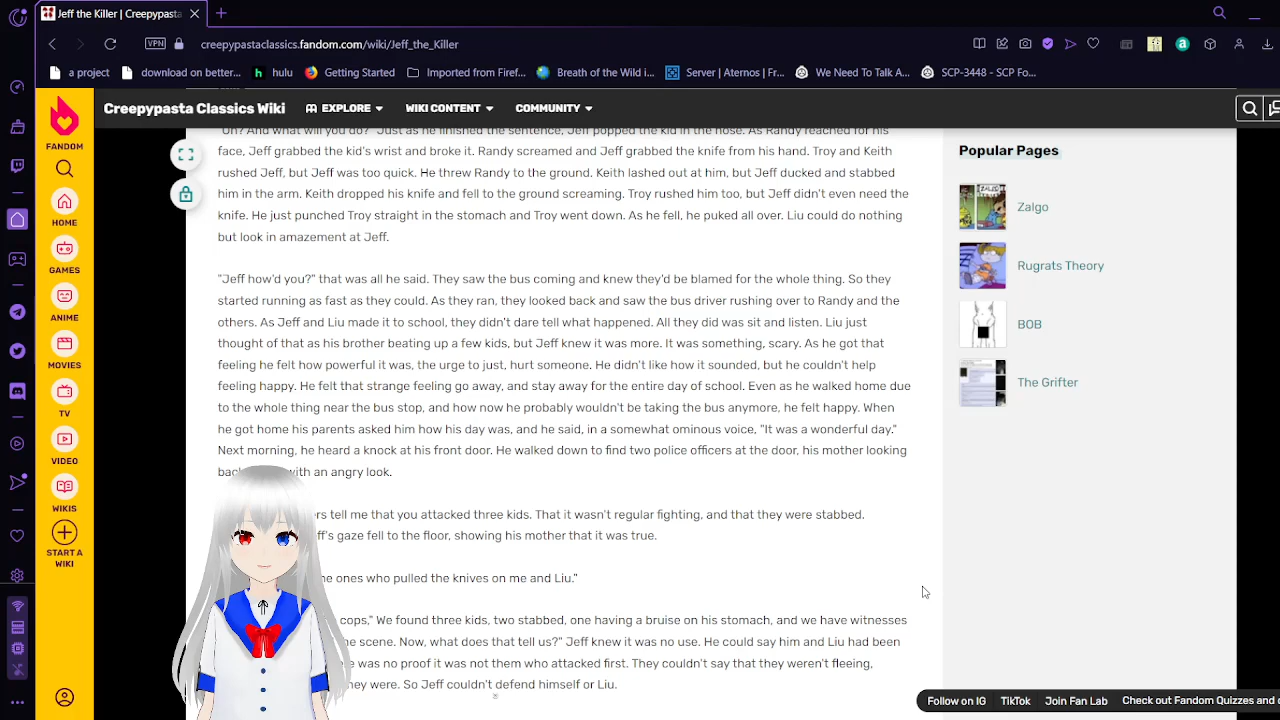 Jeff the Killer | Creepypasta
creepypastaclassics.fandom.com/wiki/Jeff_the_Killer
VPN
a project
download on better...
hulu
Getting Started
Imported from Firef...
Breath of the Wild i...
Server | Aternos | Fr...
We Need To Talk A...
SCP-3448 - SCP Fo...
Creepypasta Classics Wiki
EXPLORE
WIKI CONTENT
COMMUNITY
FANDOM
HOME
GAMES
ANIME
MOVIES
TV
VIDEO
WIKIS
START A
WIKI
"Oh? And what will you do?" Just as he finished the sentence, Jeff popped the kid in the nose. As Randy reached for his
face, Jeff grabbed the kid's wrist and broke it. Randy screamed and Jeff grabbed the knife from his hand. Troy and Keith
rushed Jeff, but Jeff was too quick. He threw Randy to the ground. Keith lashed out at him, but Jeff ducked and stabbed
him in the arm. Keith dropped his knife and fell to the ground screaming. Troy rushed him too, but Jeff didn't even need the
knife. He just punched Troy straight in the stomach and Troy went down. As he fell, he puked all over. Liu could do nothing
but look in amazement at Jeff.
"Jeff how'd you?" that was all he said. They saw the bus coming and knew they'd be blamed for the whole thing. So they
started running as fast as they could. As they ran, they looked back and saw the bus driver rushing over to Randy and the
others. As Jeff and Liu made it to school, they didn't dare tell what happened. All they did was sit and listen. Liu just
thought of that as his brother beating up a few kids, but Jeff knew it was more. It was something, scary. As he got that
feeling he felt how powerful it was, the urge to just, hurt someone. He didn't like how it sounded, but he couldn't help
feeling happy. He felt that strange feeling go away, and stay away for the entire day of school. Even as he walked home due
to the whole thing near the bus stop, and how now he probably wouldn't be taking the bus anymore, he felt happy. When
he got home his parents asked him how his day was, and he said, in a somewhat ominous voice, "It was a wonderful day."
Next morning, he heard a knock at his front door. He walked down to find two police officers at the door, his mother looking
with an angry look.
tell me that you attacked three kids. That it wasn't regular fighting, and that they were stabbed.
gaze fell to the floor, showing his mother that it was true.
ones who pulled the knives on me and Liu."
cops," We found three kids, two stabbed, one having a bruise on his stomach, and we have witnesses
scene. Now, what does that tell us?" Jeff knew it was no use. He could say him and Liu had been
was no proof it was not them who attacked first. They couldn't say that they weren't fleeing,
they were. So Jeff couldn't defend himself or Liu.
Popular Pages
Zalgo
Rugrats Theory
BOB
The Grifter
Follow on IG
TikTok
Join Fan Lab
Check out Fandom Quizzes and